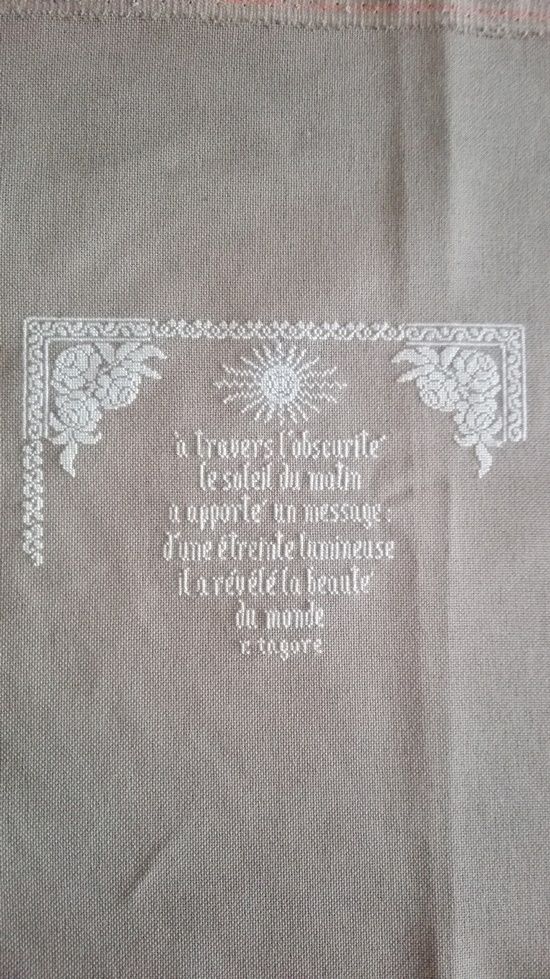 à travers l'obscurité
le soleil du matin
a apporté un message :
d'une étreinte lumineuse
il a révélé la beauté
du monde
r. tagore